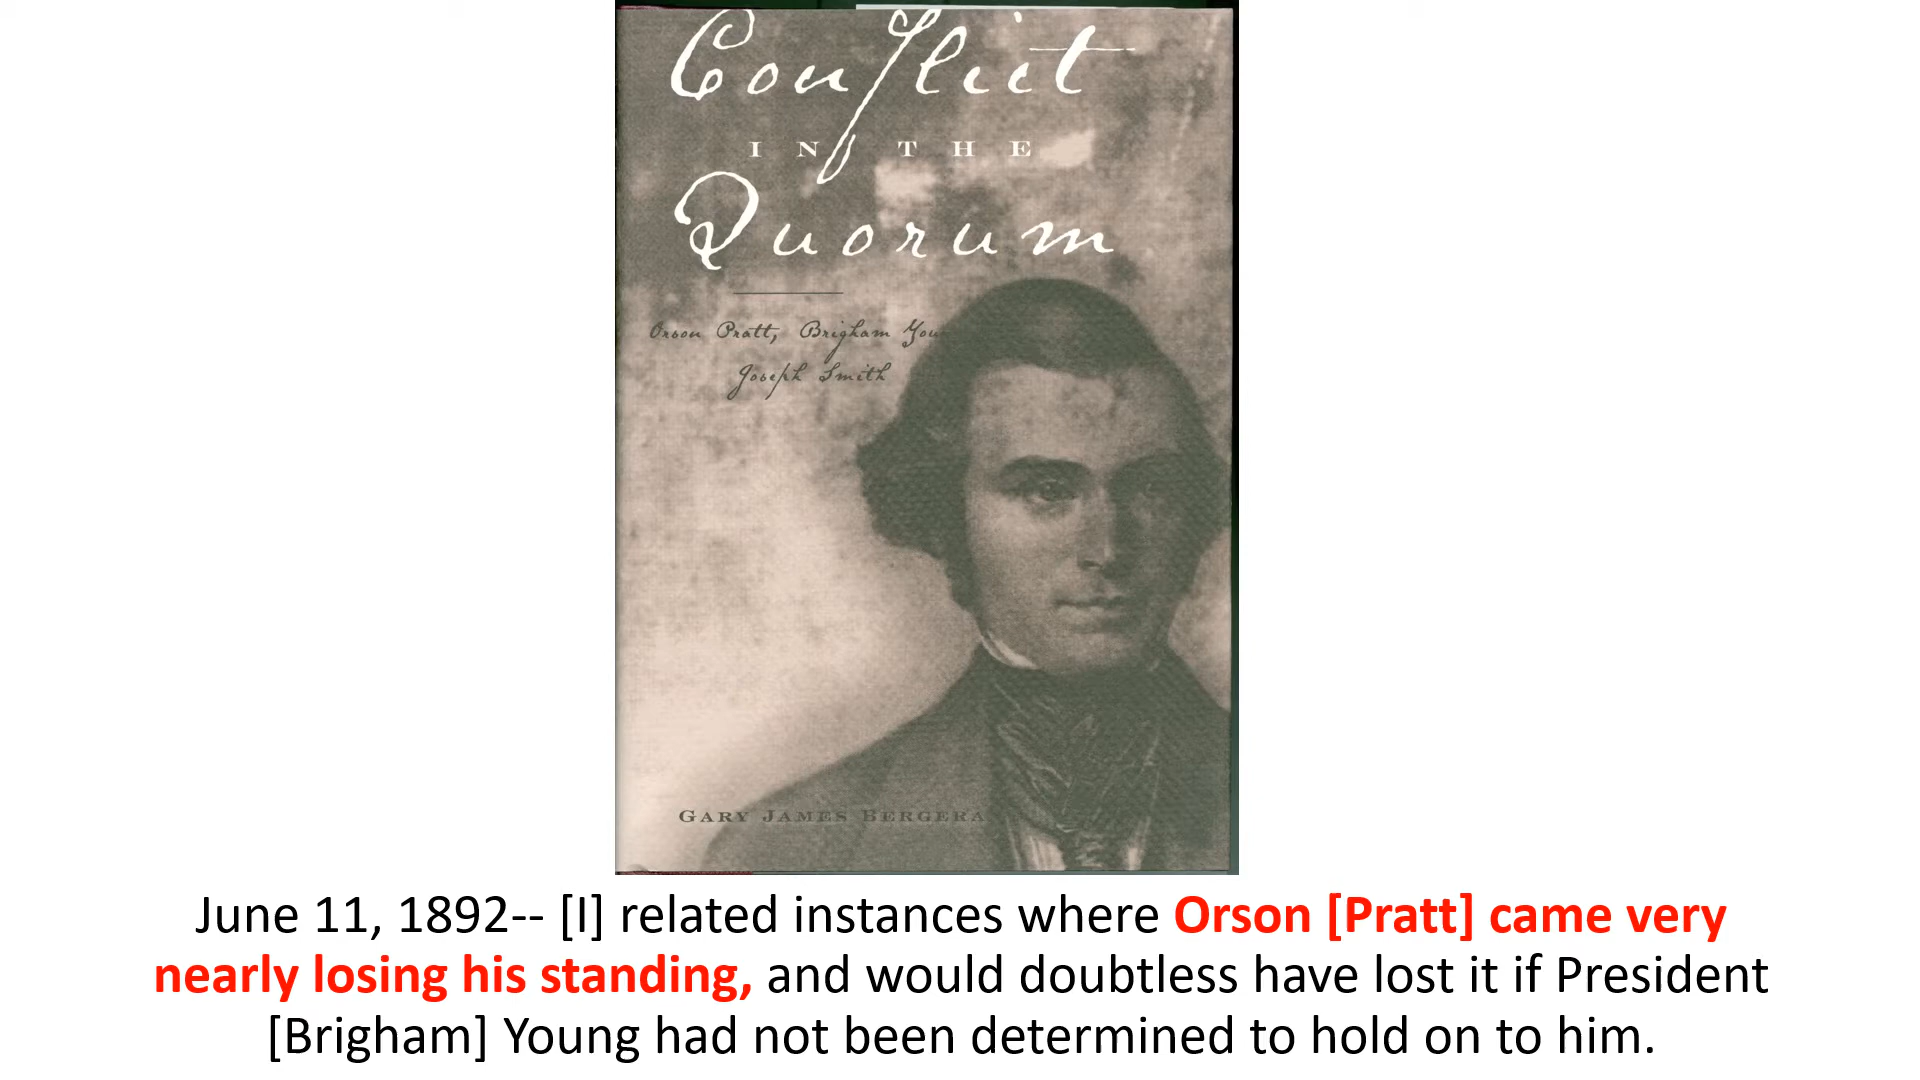 Conflict
IN THE
Quorum
Orson Pratt, Brigham
Joseph Smith
GARY JAMES BERGERA
June 11, 1892-- [I] related instances where Orson [Pratt] came very
nearly losing his standing, and would doubtless have lost it if President
[Brigham] Young had not been determined to hold on to him.